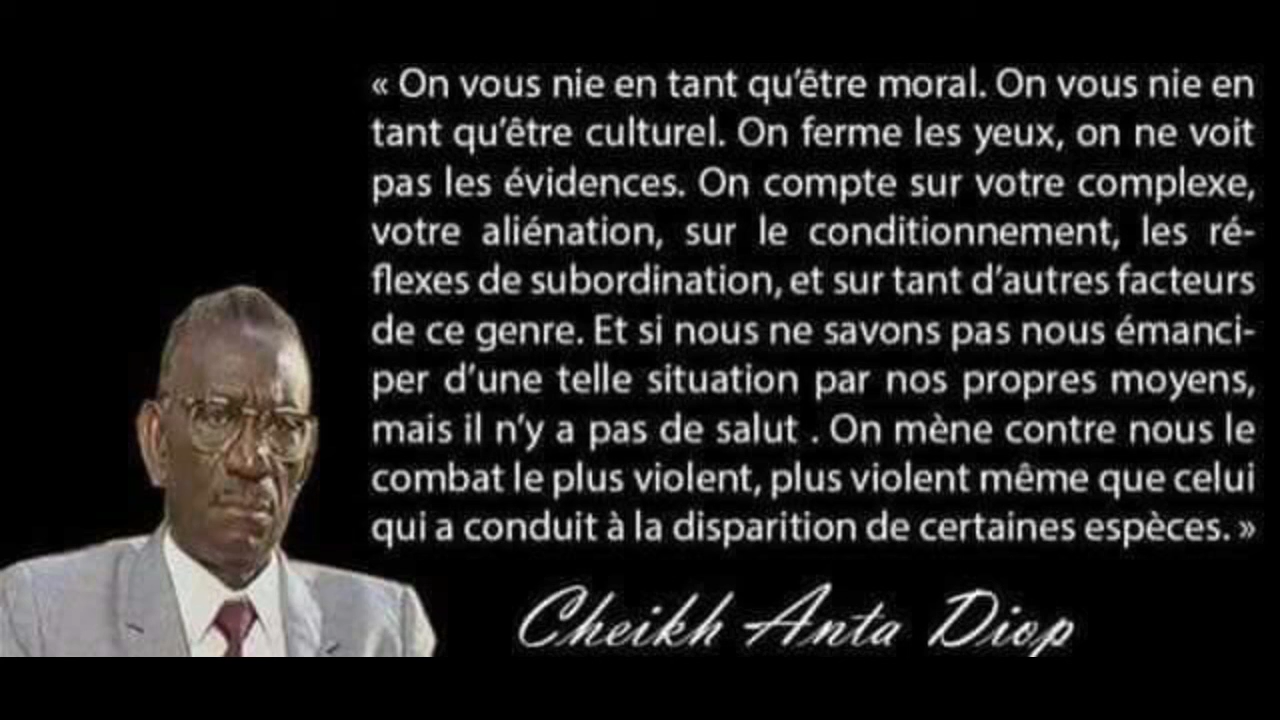 « On vous nie en tant qu'être moral. On vous nie en
tant qu'être culturel. On ferme les yeux, on ne voit
pas les évidences. On compte sur votre complexe,
votre aliénation, sur le conditionnement, les ré-
flexes de subordination, et sur tant d'autres facteurs
de ce genre. Et si nous ne savons pas nous émanci-
per d'une telle situation par nos propres moyens,
mais il n'y a pas de salut . On mène contre nous le
combat le plus violent, plus violent même que celui
qui a conduit à la disparition de certaines espèces. »
Cheikh Anta Diop